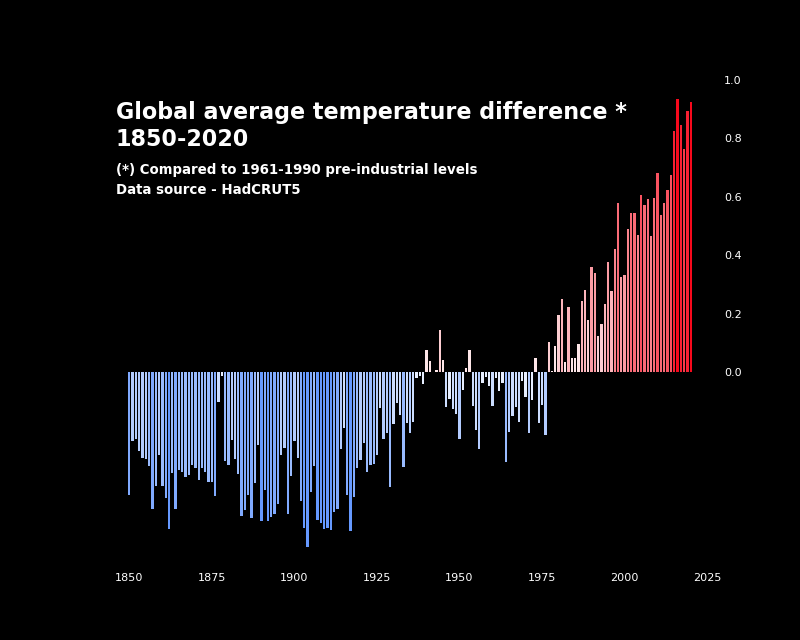 Global average temperature difference *
1850-2020
(*) Compared to 1961-1990 pre-industrial levels
Data source - HadCRUT5
1.0
0.8
0.6
0.4
0.2
0.0
1850 1875 1900 1925 1950 1975 2000 2025